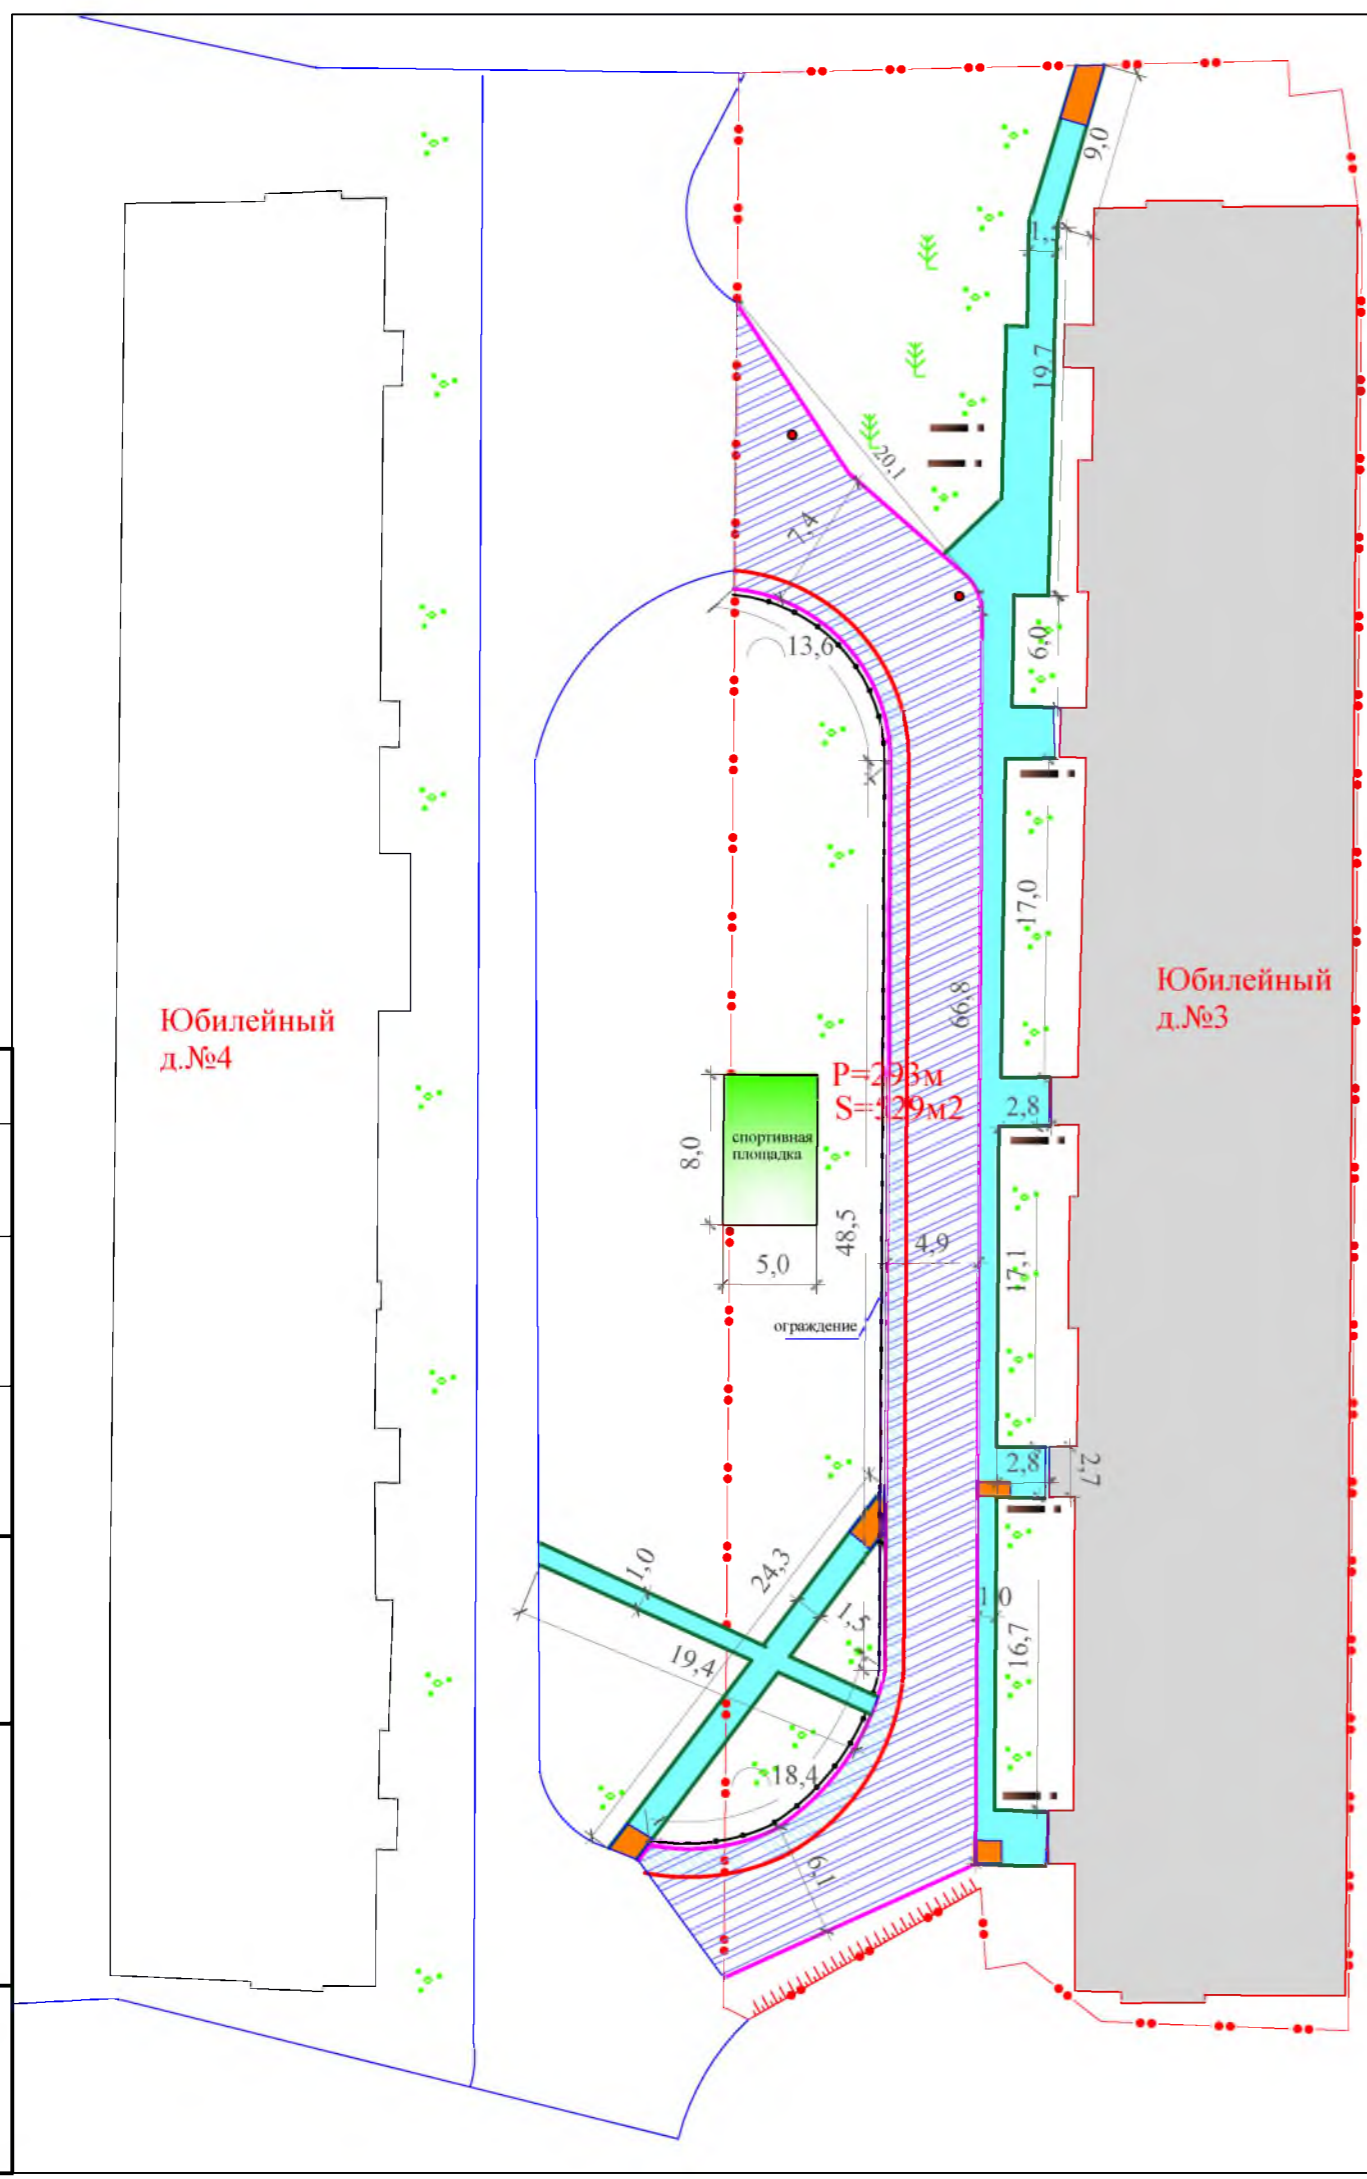 9,0
1,
19,7
20,1
7,4
13,6
6,0
17,0
66,8
Юбилейный
д.№4
Юбилейный
д.№3
P=293м
S=529м2
2,8
спортивная
площадка
8,0
48,5
4,9
5,0
17,1
ограждение
2,8
2,7
1,0
24,3
1,5
1,0
19,4
16,7
18,4
6,1